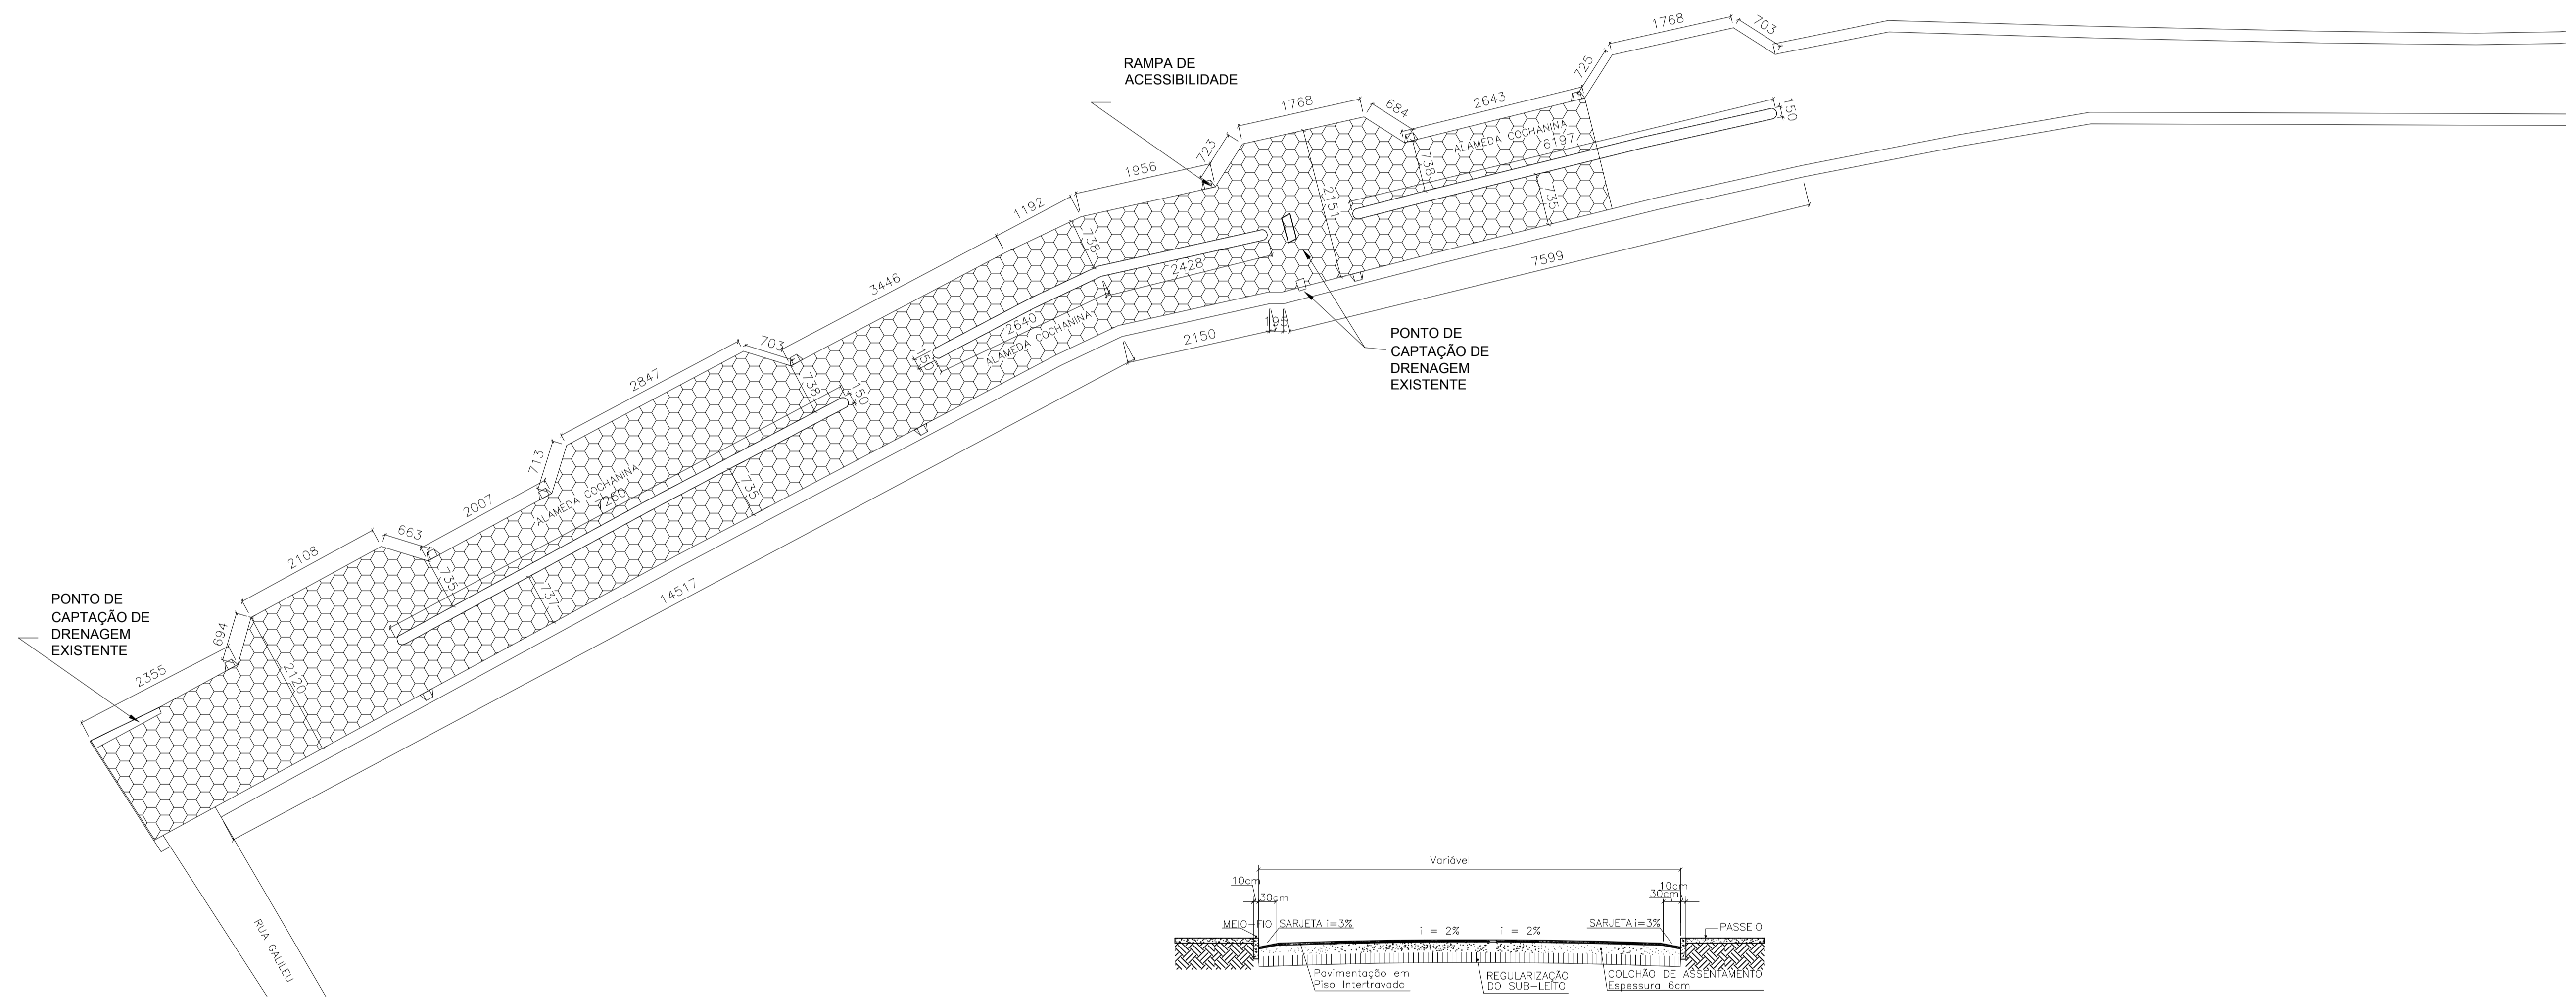 1768
703
RAMPA DE
ACESSIBILIDADE
725
2643
150
1768
684
ALAMEDA COCHANINA
6197
738
735
723
1956
2151
1192
738
2428
7599
3446
2640
ALAMEDA COCHANINA
150
195
2150
PONTO DE
CAPTAÇÃO DE
DRENAGEM
EXISTENTE
703
2847
738
150
713
ALAMEDA COCHANINA
7260
735
2007
663
2108
735
737
14517
PONTO DE
CAPTAÇÃO DE
DRENAGEM
EXISTENTE
694
2355
2120
RUA GALILEU
Variável
10cm
30cm
10cm
30cm
MEIO-FIO
SARJETA i=3%
i = 2%
i = 2%
SARJETA i=3%
PASSEIO
Pavimentação em
Piso Intertravado
REGULARIZAÇÃO
DO SUB-LEITO
COLCHÃO DE ASSENTAMENTO
Espessura 6cm